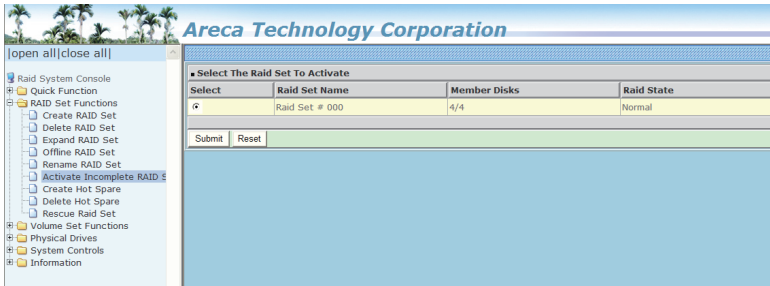 Areca Technology Corporation
|open all|close all|
Raid System Console
Quick Function
RAID Set Functions
Create RAID Set
Delete RAID Set
Expand RAID Set
Offline RAID Set
Rename RAID Set
Activate Incomplete RAID S
Create Hot Spare
Delete Hot Spare
Rescue Raid Set
Volume Set Functions
Physical Drives
System Controls
Information
Select The Raid Set To Activate
Select Raid Set Name Member Disks Raid State
Raid Set # 000 4/4 Normal
Submit Reset